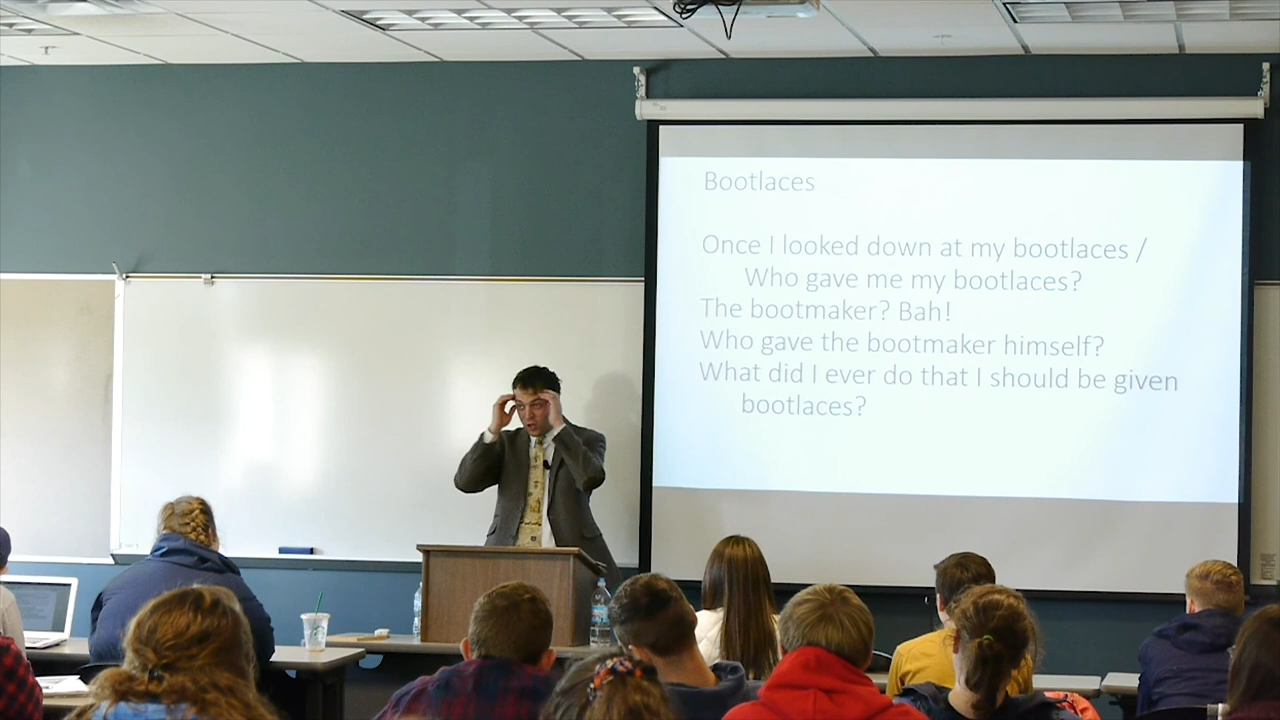 Bootlaces
Once I looked down at my bootlaces /
Who gave me my bootlaces?
The bootmaker? Bah!
Who gave the bootmaker himself?
What did I ever do that I should be given
bootlaces?